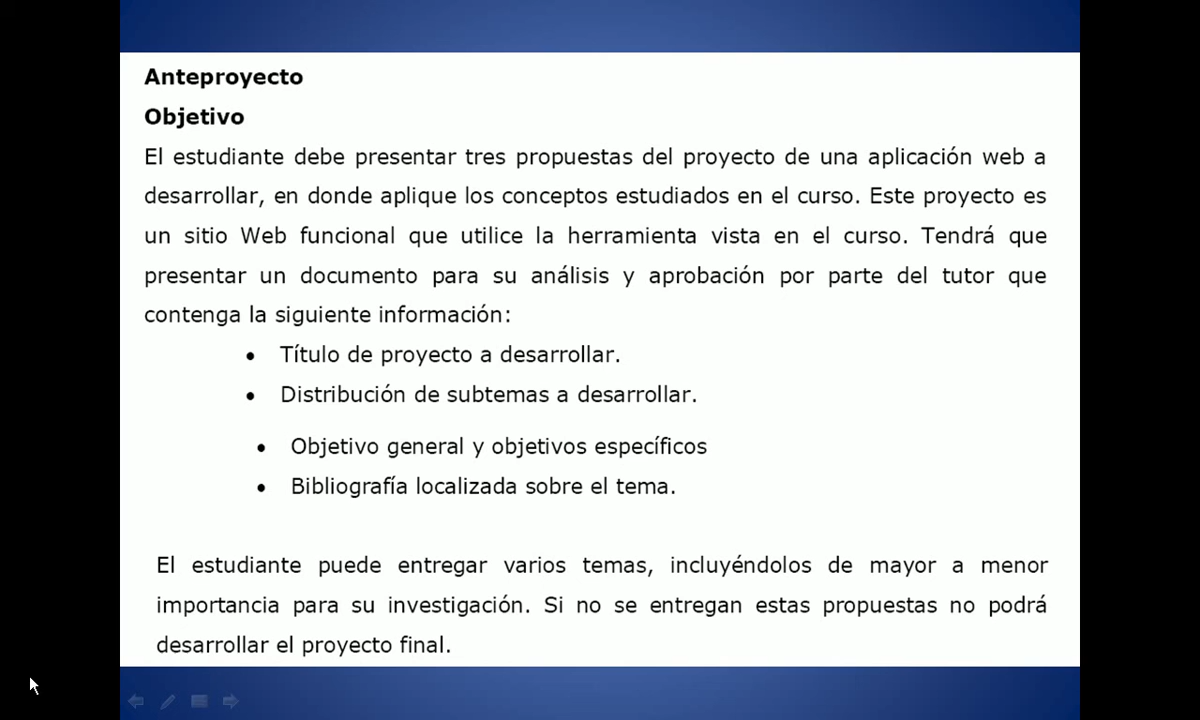 Anteproyecto
Objetivo
El estudiante debe presentar tres propuestas del proyecto de una aplicación web a
desarrollar, en donde aplique los conceptos estudiados en el curso. Este proyecto es
un sitio Web funcional que utilice la herramienta vista en el curso. Tendrá que
presentar un documento para su análisis y aprobación por parte del tutor que
contenga la siguiente información:
• Título de proyecto a desarrollar.
• Distribución de subtemas a desarrollar.
• Objetivo general y objetivos específicos
• Bibliografía localizada sobre el tema.
El estudiante puede entregar varios temas, incluyéndolos de mayor a menor
importancia para su investigación. Si no se entregan estas propuestas no podrá
desarrollar el proyecto final.